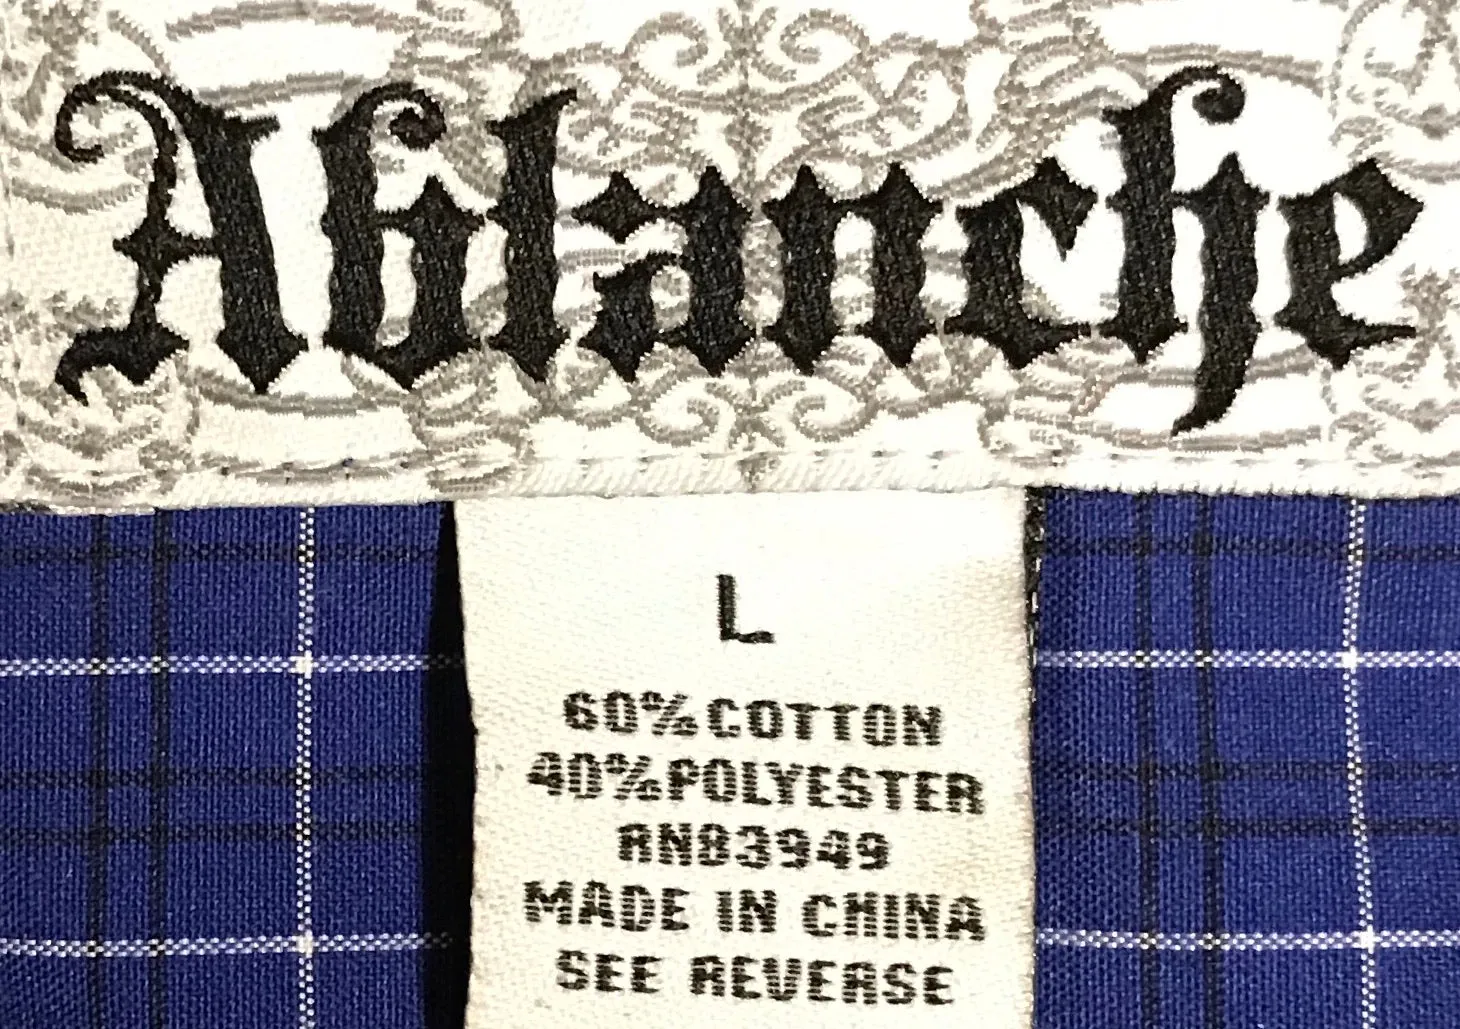 Ablanche
L
60% COTTON
40% POLYESTER
RN83949
MADE IN CHINA
SEE REVERSE